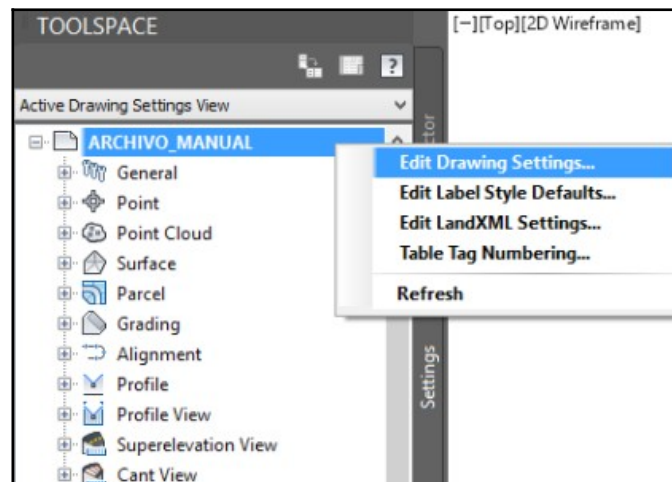 TOOLSPACE
[−][Top][2D Wireframe]
?
Active Drawing Settings View
ARCHIVO_MANUAL
General
Point
Point Cloud
Surface
Parcel
Grading
Alignment
Profile
Profile View
Superelevation View
Cant View
Edit Drawing Settings...
Edit Label Style Defaults...
Edit LandXML Settings...
Table Tag Numbering...
Refresh
Settings